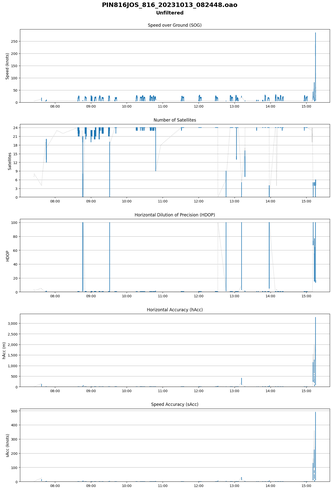 PIN816JOS_816_20231013_082448.oao
Unfiltered
Speed over Ground (SOG)
Speed (knots)
250
200
150
100
50
0
08:00 09:00 10:00 11:00 12:00 13:00 14:00 15:00
Number of Satellites
Satellites
24
21
18
15
12
9
6
3
0
08:00 09:00 10:00 11:00 12:00 13:00 14:00 15:00
Horizontal Dilution of Precision (HDOP)
HDOP
100
80
60
40
20
0
08:00 09:00 10:00 11:00 12:00 13:00 14:00 15:00
Horizontal Accuracy (hAcc)
hAcc (m)
3,000
2,500
2,000
1,500
1,000
500
0
08:00 09:00 10:00 11:00 12:00 13:00 14:00 15:00
Speed Accuracy (sAcc)
sAcc (knots)
500
400
300
200
100
0
08:00 09:00 10:00 11:00 12:00 13:00 14:00 15:00